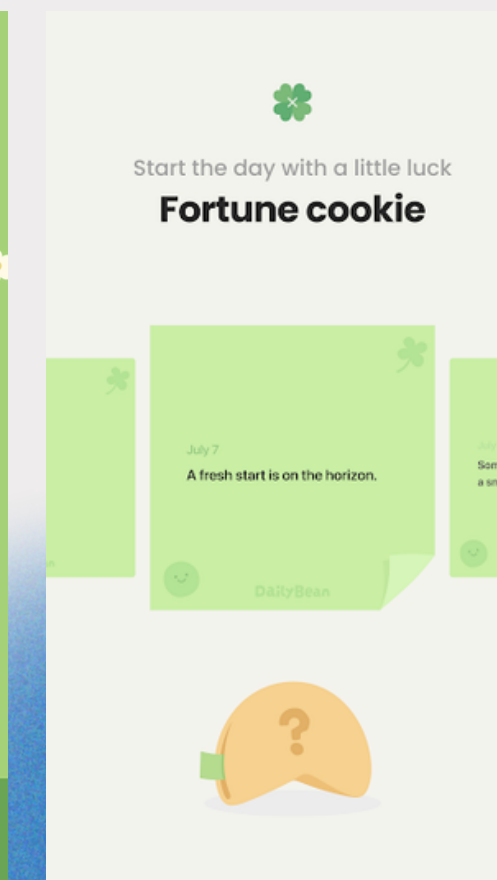 Start the day with a little luck
Fortune cookie
July 7
A fresh start is on the horizon.
DailyBean
?